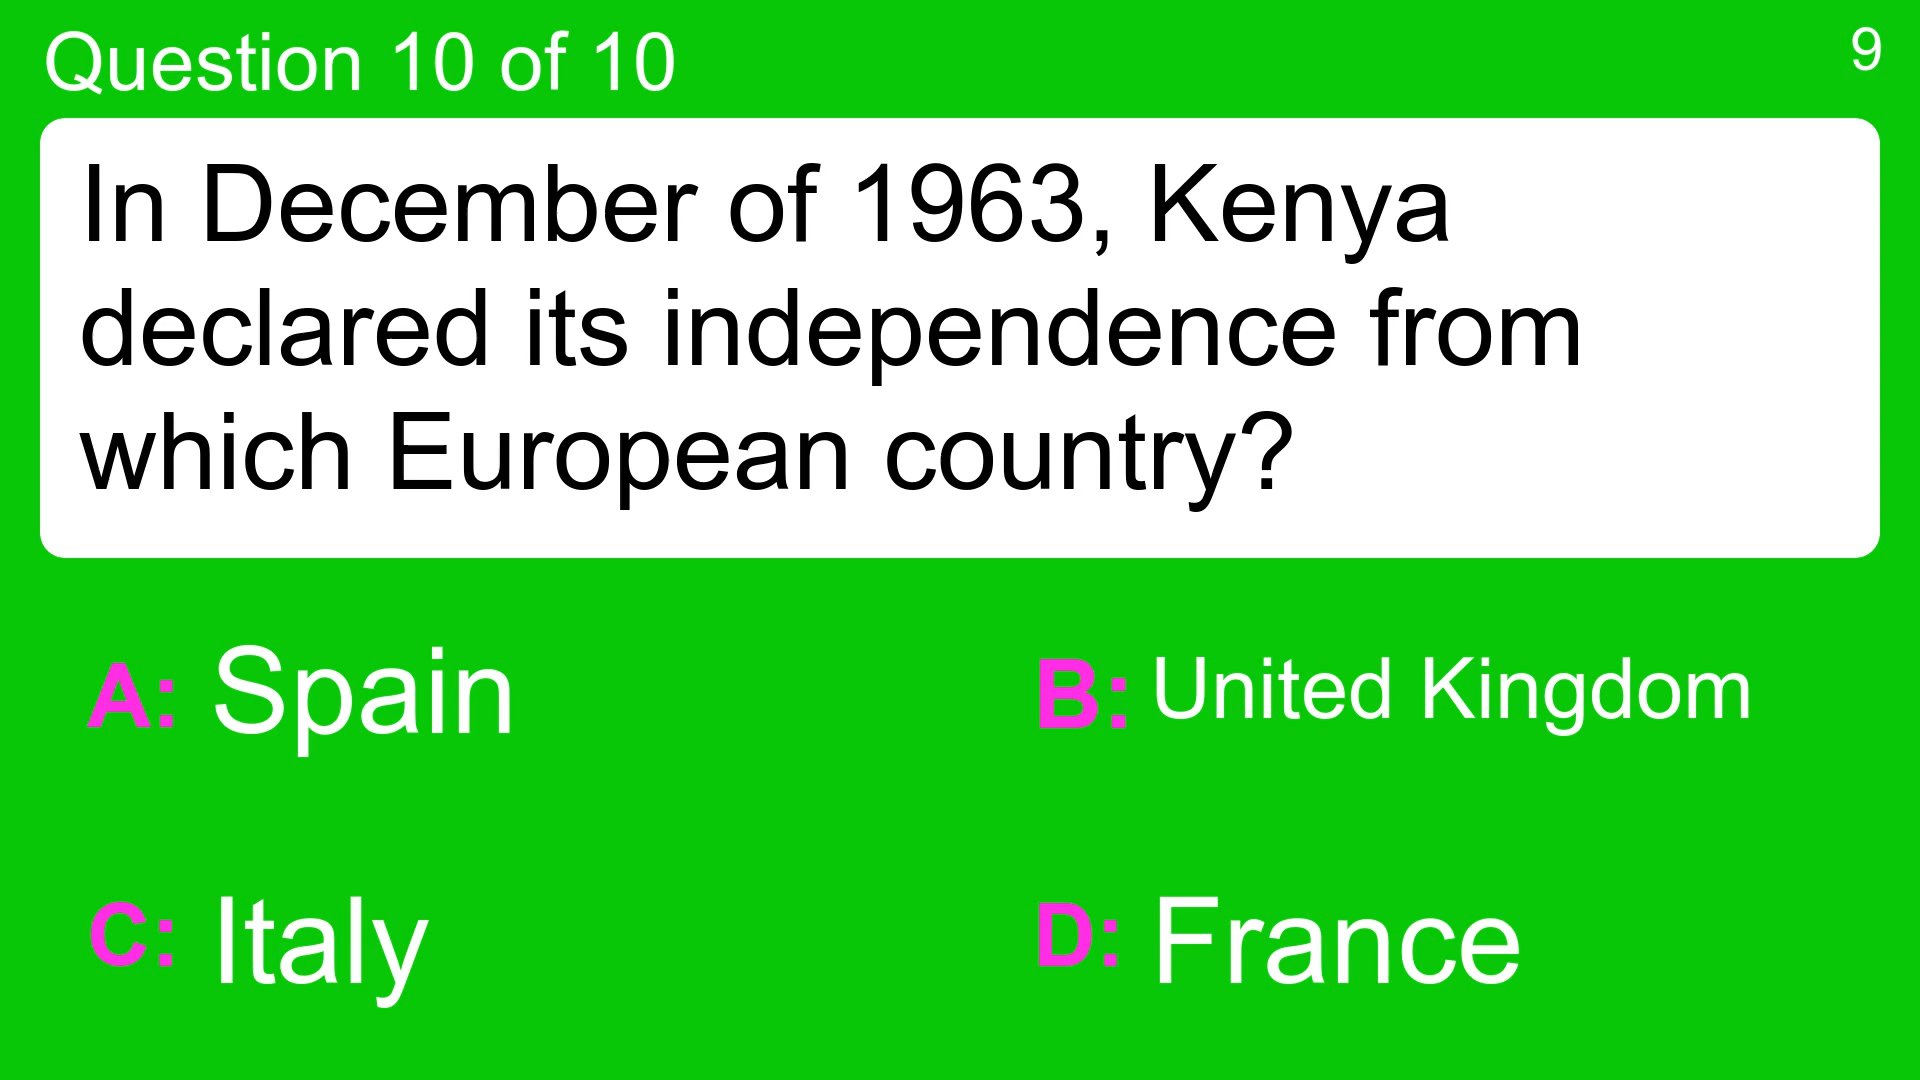 Question 10 of 10
9
In December of 1963, Kenya
declared its independence from
which European country?
A: Spain
B: United Kingdom
C: Italy
D: France